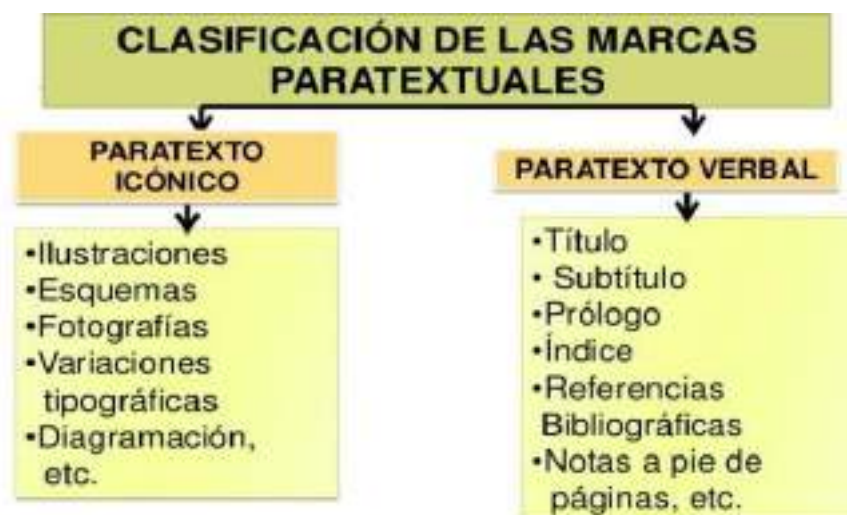 CLASIFICACIÓN DE LAS MARCAS
PARATEXTUALES
PARATEXTO
ICÓNICO
•Ilustraciones
•Esquemas
•Fotografías
•Variaciones
tipográficas
•Diagramación,
etc.
PARATEXTO VERBAL
•Título
• Subtítulo
•Prólogo
•Índice
•Referencias
Bibliográficas
•Notas a pie de
páginas, etc.